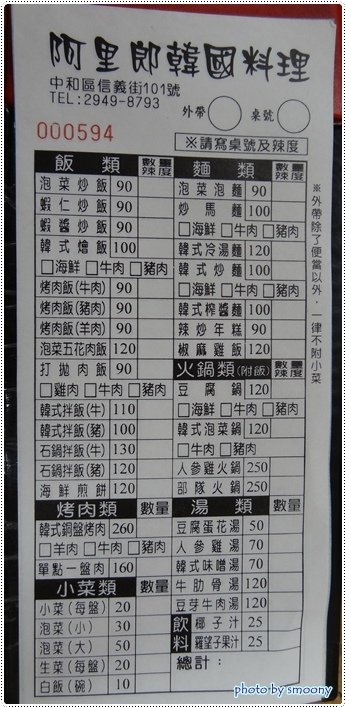 阿里郎韓國料理
中和區信義街101號
TEL:2949-8793
外帶 桌號
000594
※請寫桌號及辣度
飯類 數量 辣度
泡菜炒飯 90
蝦仁炒飯 90
蝦醬炒飯 90
韓式燴飯 100
□海鮮 □牛肉 □豬肉
烤肉飯(牛肉) 90
烤肉飯(豬肉) 90
烤肉飯(羊肉) 90
泡菜五花肉飯 120
打拋肉飯 90
□雞肉 □牛肉 □豬肉
韓式拌飯(牛) 110
韓式拌飯(豬) 100
石鍋拌飯(牛) 130
石鍋拌飯(豬) 120
海鮮煎餅 120
烤肉類 數量
韓式銅盤烤肉 260
□羊肉 □牛肉 □豬肉
單點一盤肉 160
小菜類 數量
小菜(每盤) 20
泡菜(小) 30
泡菜(大) 50
生菜(每盤) 20
白飯(碗) 10
麵類 數量 辣度
泡菜泡麵 90
炒馬麵 100
□海鮮 □牛肉 □豬肉
韓式冷湯麵 120
韓式炒麵 100
□海鮮 □牛肉 □豬肉
韓式榨醬麵 100
辣炒年糕 90
椒麻雞飯 120
火鍋類(附飯) 數量 辣度
豆腐鍋 120
□海鮮 □牛肉 □豬肉
韓式泡菜鍋 120
□牛肉 □豬肉
人參雞火鍋 250
部隊火鍋 250
湯類 數量
豆腐蛋花湯 50
人參雞湯 70
韓式味噌湯 70
牛肋骨湯 120
豆芽牛肉湯 120
飲料 椰子汁 25
羅望子果汁 25
總計:
※外帶除了便當以外,一律不附小菜
photo by smoony